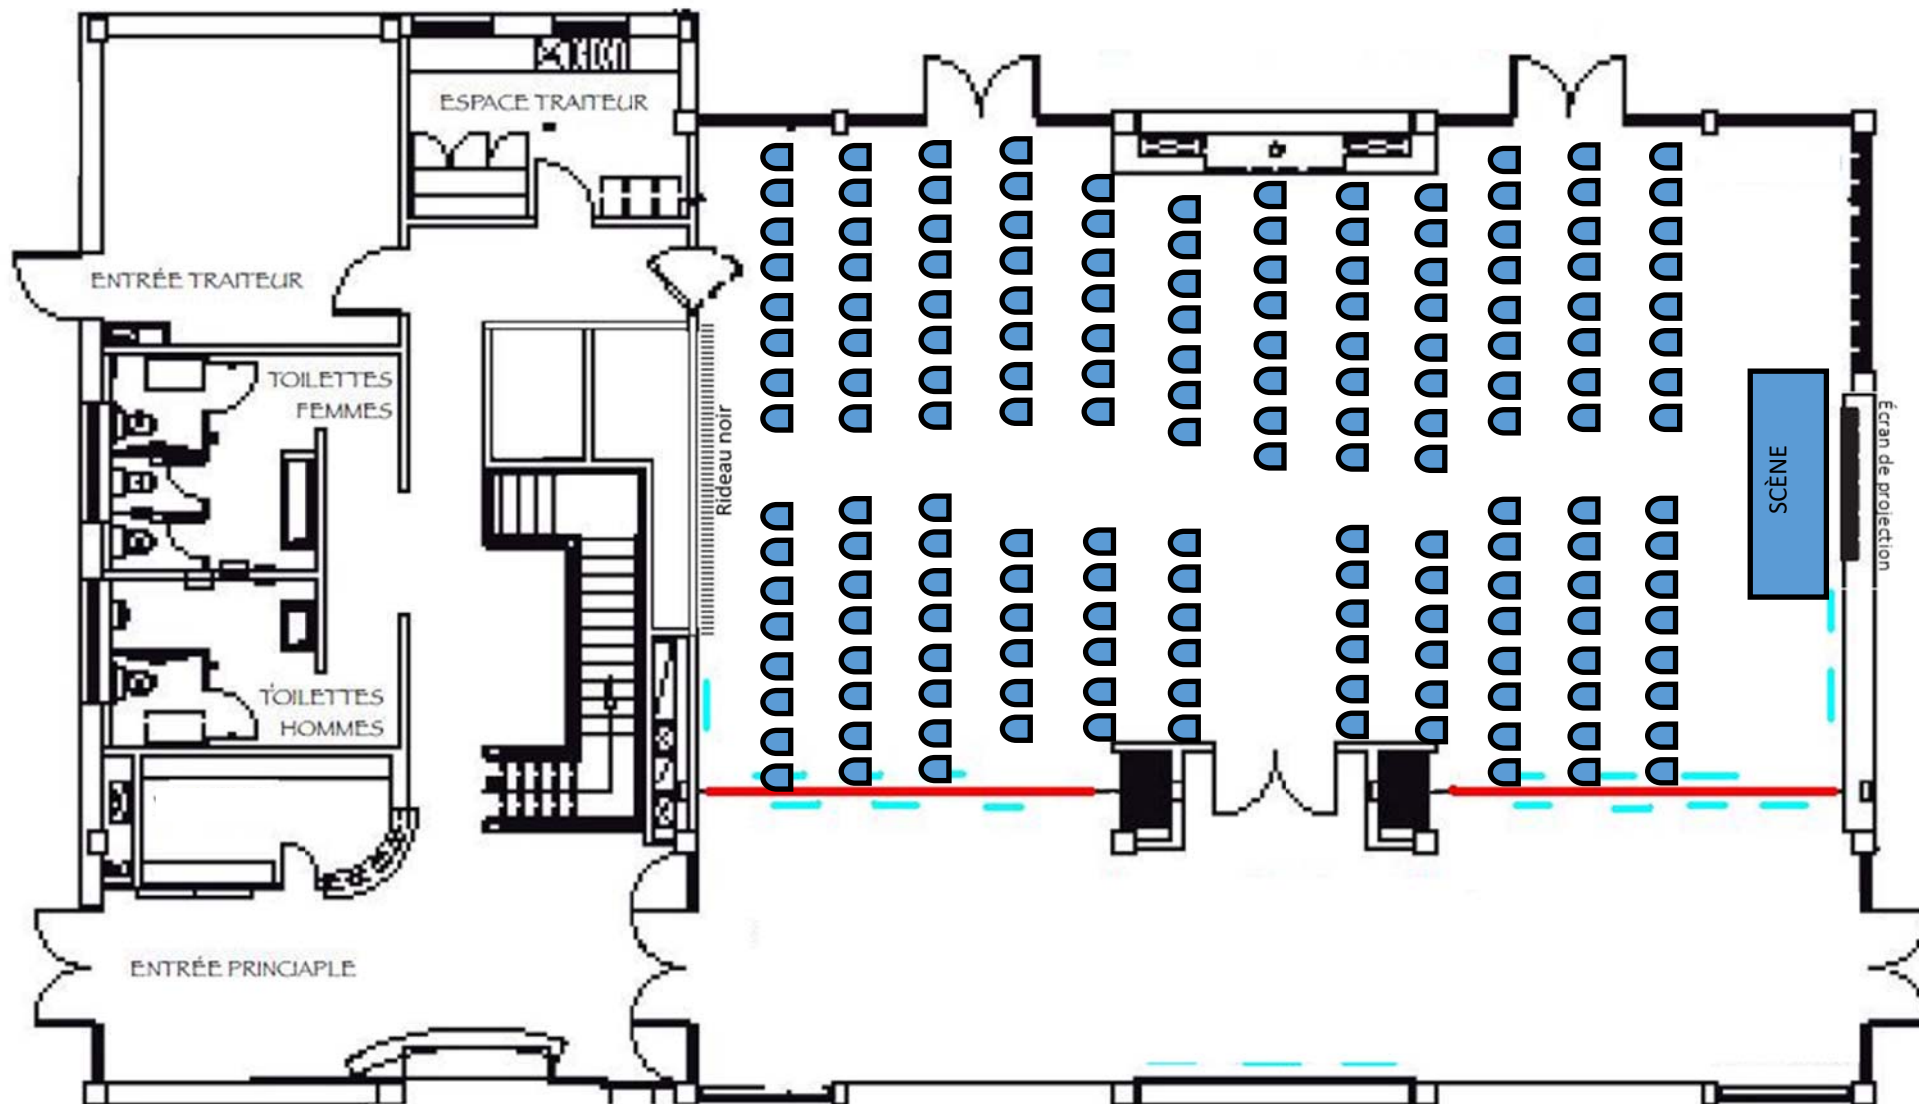 ESPACE TRAITEUR
ENTRÉE TRAITEUR
TOILETTES
FEMMES
Rideau noir
SCÈNE
Écran de projection
TOILETTES
HOMMES
ENTRÉE PRINCIAPLE